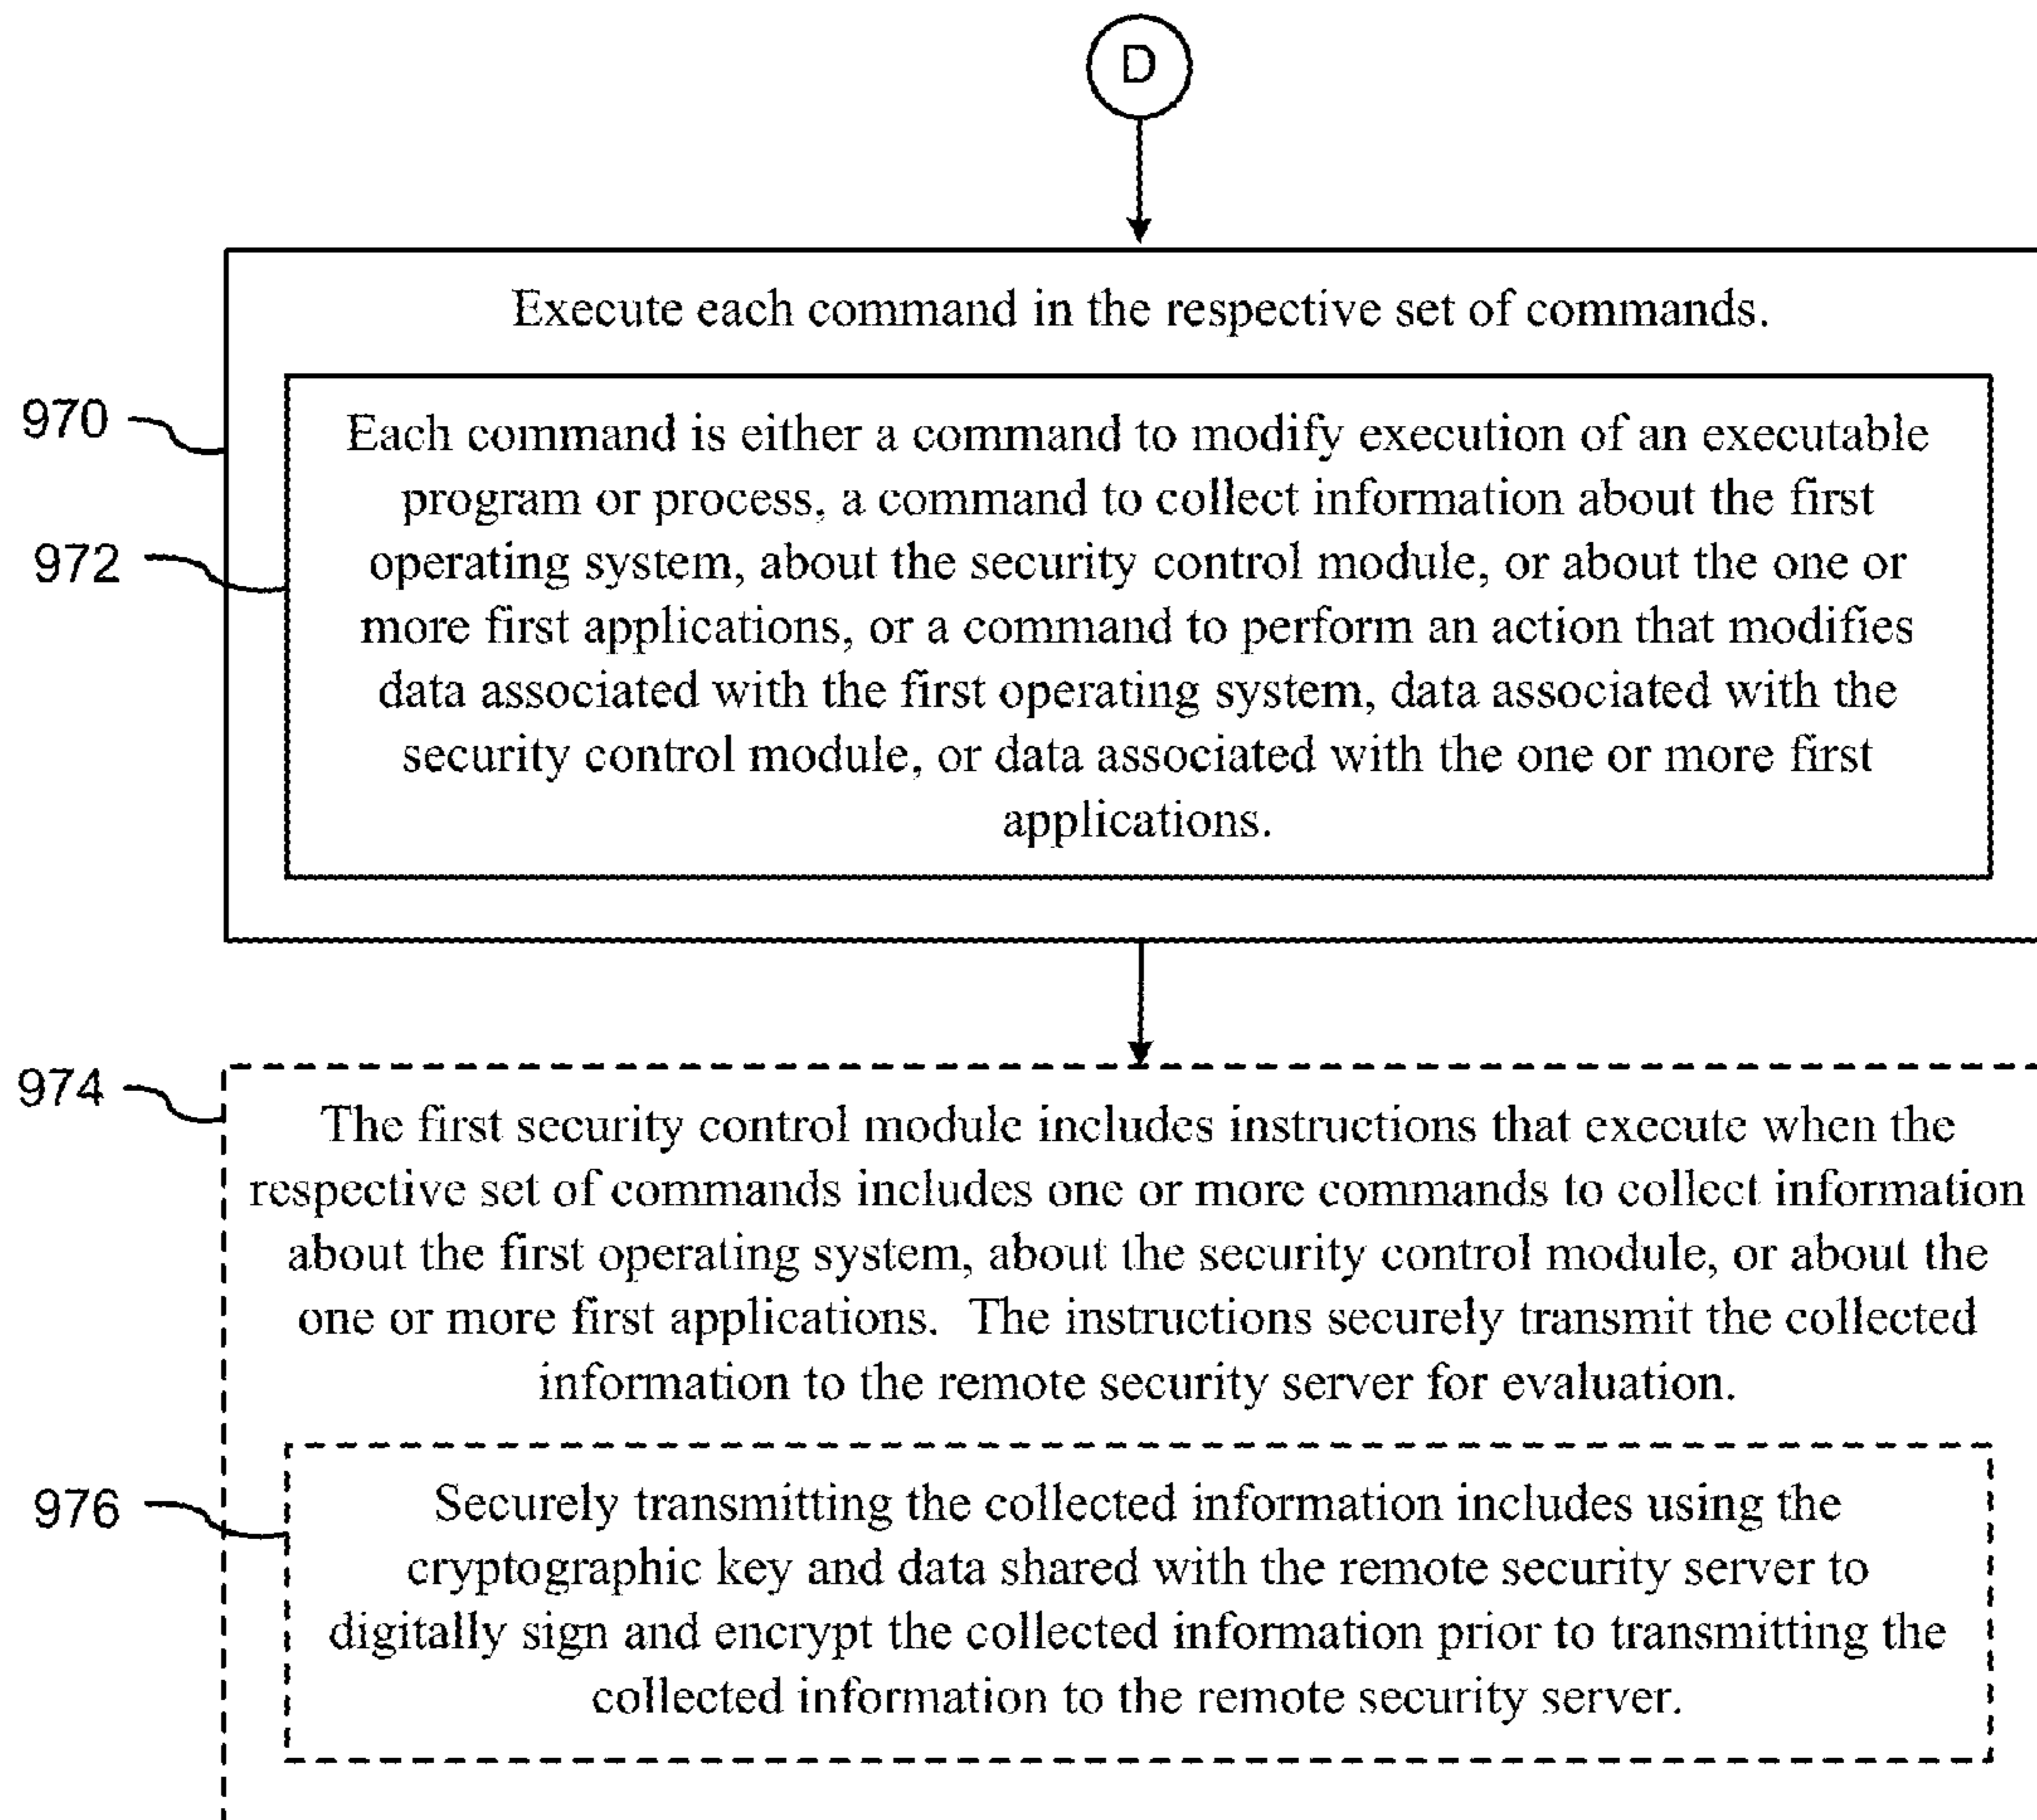 D
Execute each command in the respective set of commands.
970
Each command is either a command to modify execution of an executable
program or process, a command to collect information about the first
972
operating system, about the security control module, or about the one or
more first applications, or a command to perform an action that modifies
data associated with the first operating system, data associated with the
security control module, or data associated with the one or more first
applications.
974
The first security control module includes instructions that execute when the
respective set of commands includes one or more commands to collect information
about the first operating system, about the security control module, or about the
one or more first applications. The instructions securely transmit the collected
information to the remote security server for evaluation.
976
Securely transmitting the collected information includes using the
cryptographic key and data shared with the remote security server to
digitally sign and encrypt the collected information prior to transmitting the
collected information to the remote security server.